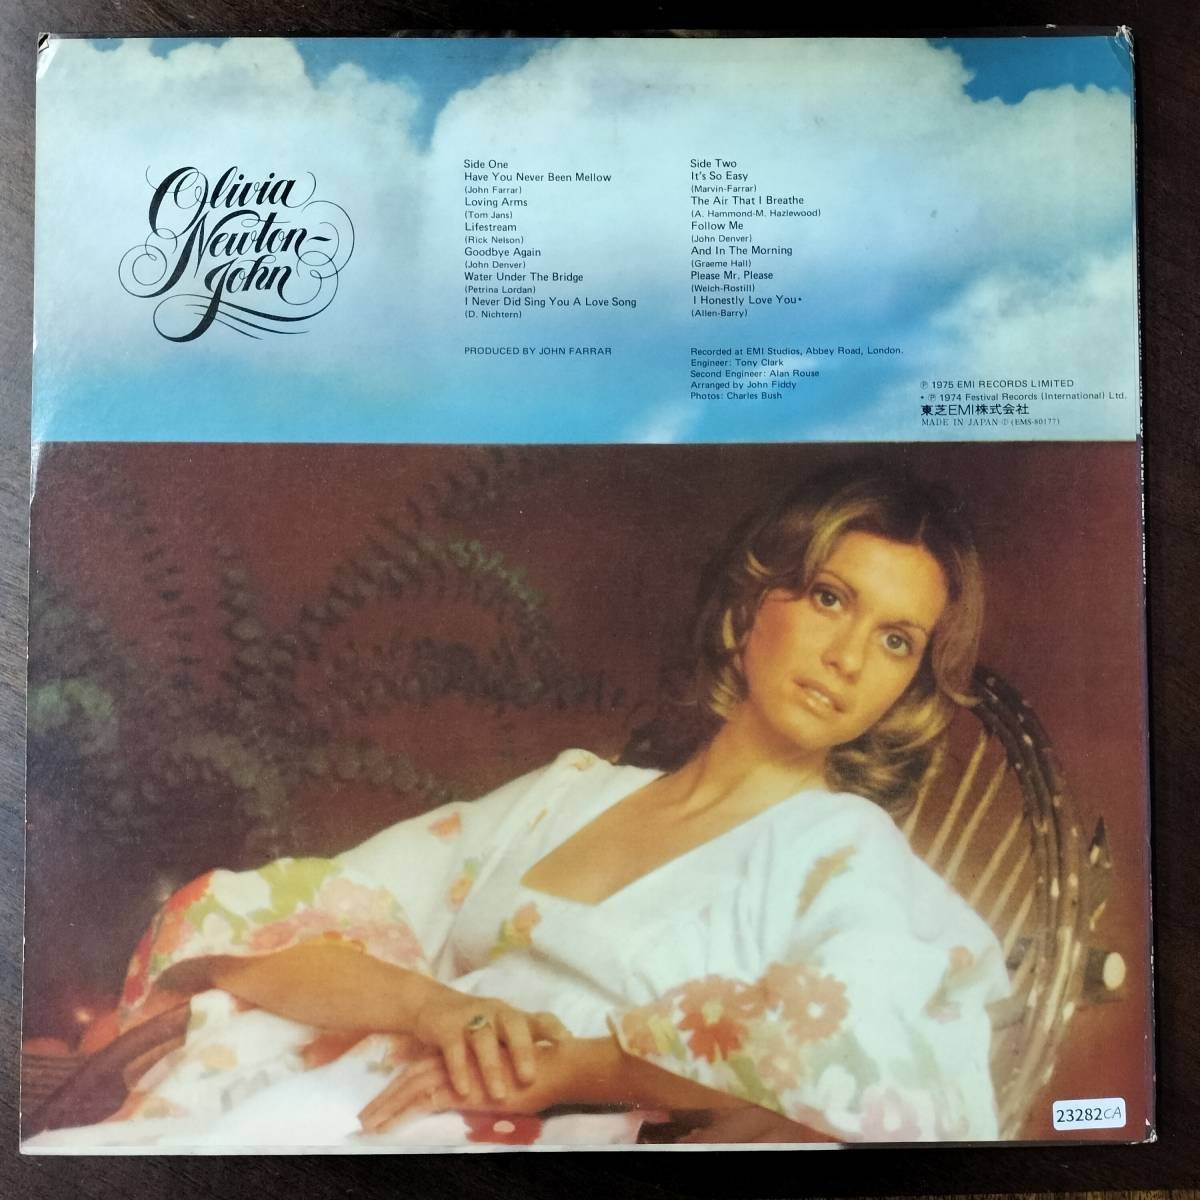 Olivia
Newton-
John
Side One
Have You Never Been Mellow
(John Farrar)
Loving Arms
(Tom Jans)
Lifestream
(Rick Nelson)
Goodbye Again
(John Denver)
Water Under The Bridge
(Petrina Lordan)
I Never Did Sing You A Love Song
(D. Nichtern)
PRODUCED BY JOHN FARRAR
Side Two
It's So Easy
(Marvin-Farrar)
The Air That I Breathe
(A. Hammond-M. Hazlewood)
Follow Me
(John Denver)
And In The Morning
(Graeme Hall)
Please Mr. Please
(Welch-Rostill)
I Honestly Love You*
(Allen-Barry)
Recorded at EMI Studios, Abbey Road, London.
Engineer: Tony Clark
Second Engineer: Alan Rouse
Arranged by John Fiddy
Photos: Charles Bush
℗ 1975 EMI RECORDS LIMITED
* ℗ 1974 Festival Records (International) Ltd.
東芝EMI株式会社
MADE IN JAPAN Ⓣ (EMS-80177)
23282CA